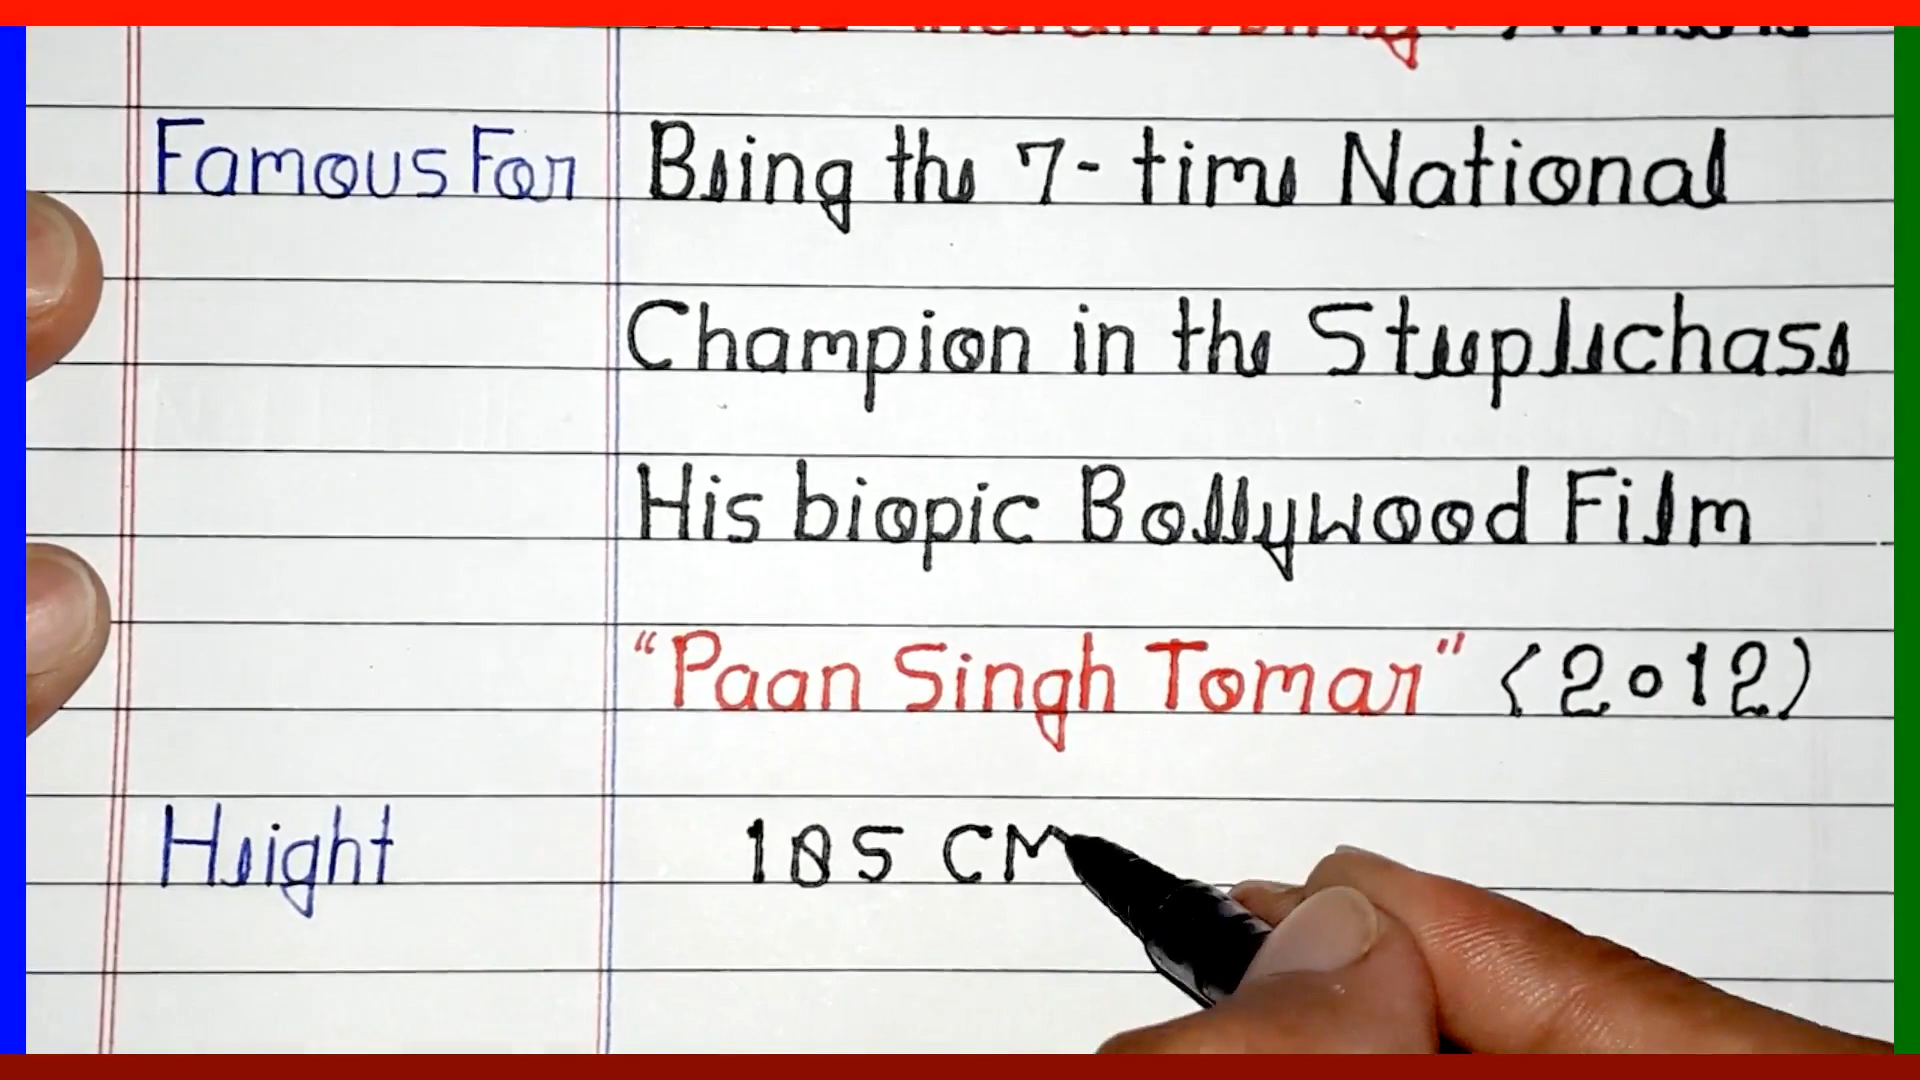 Famous For Being the 7-time National
Champion in the Steeplechase
His biopic Bollywood Film
"Paan Singh Tomar" (2012)
Height 185 CM